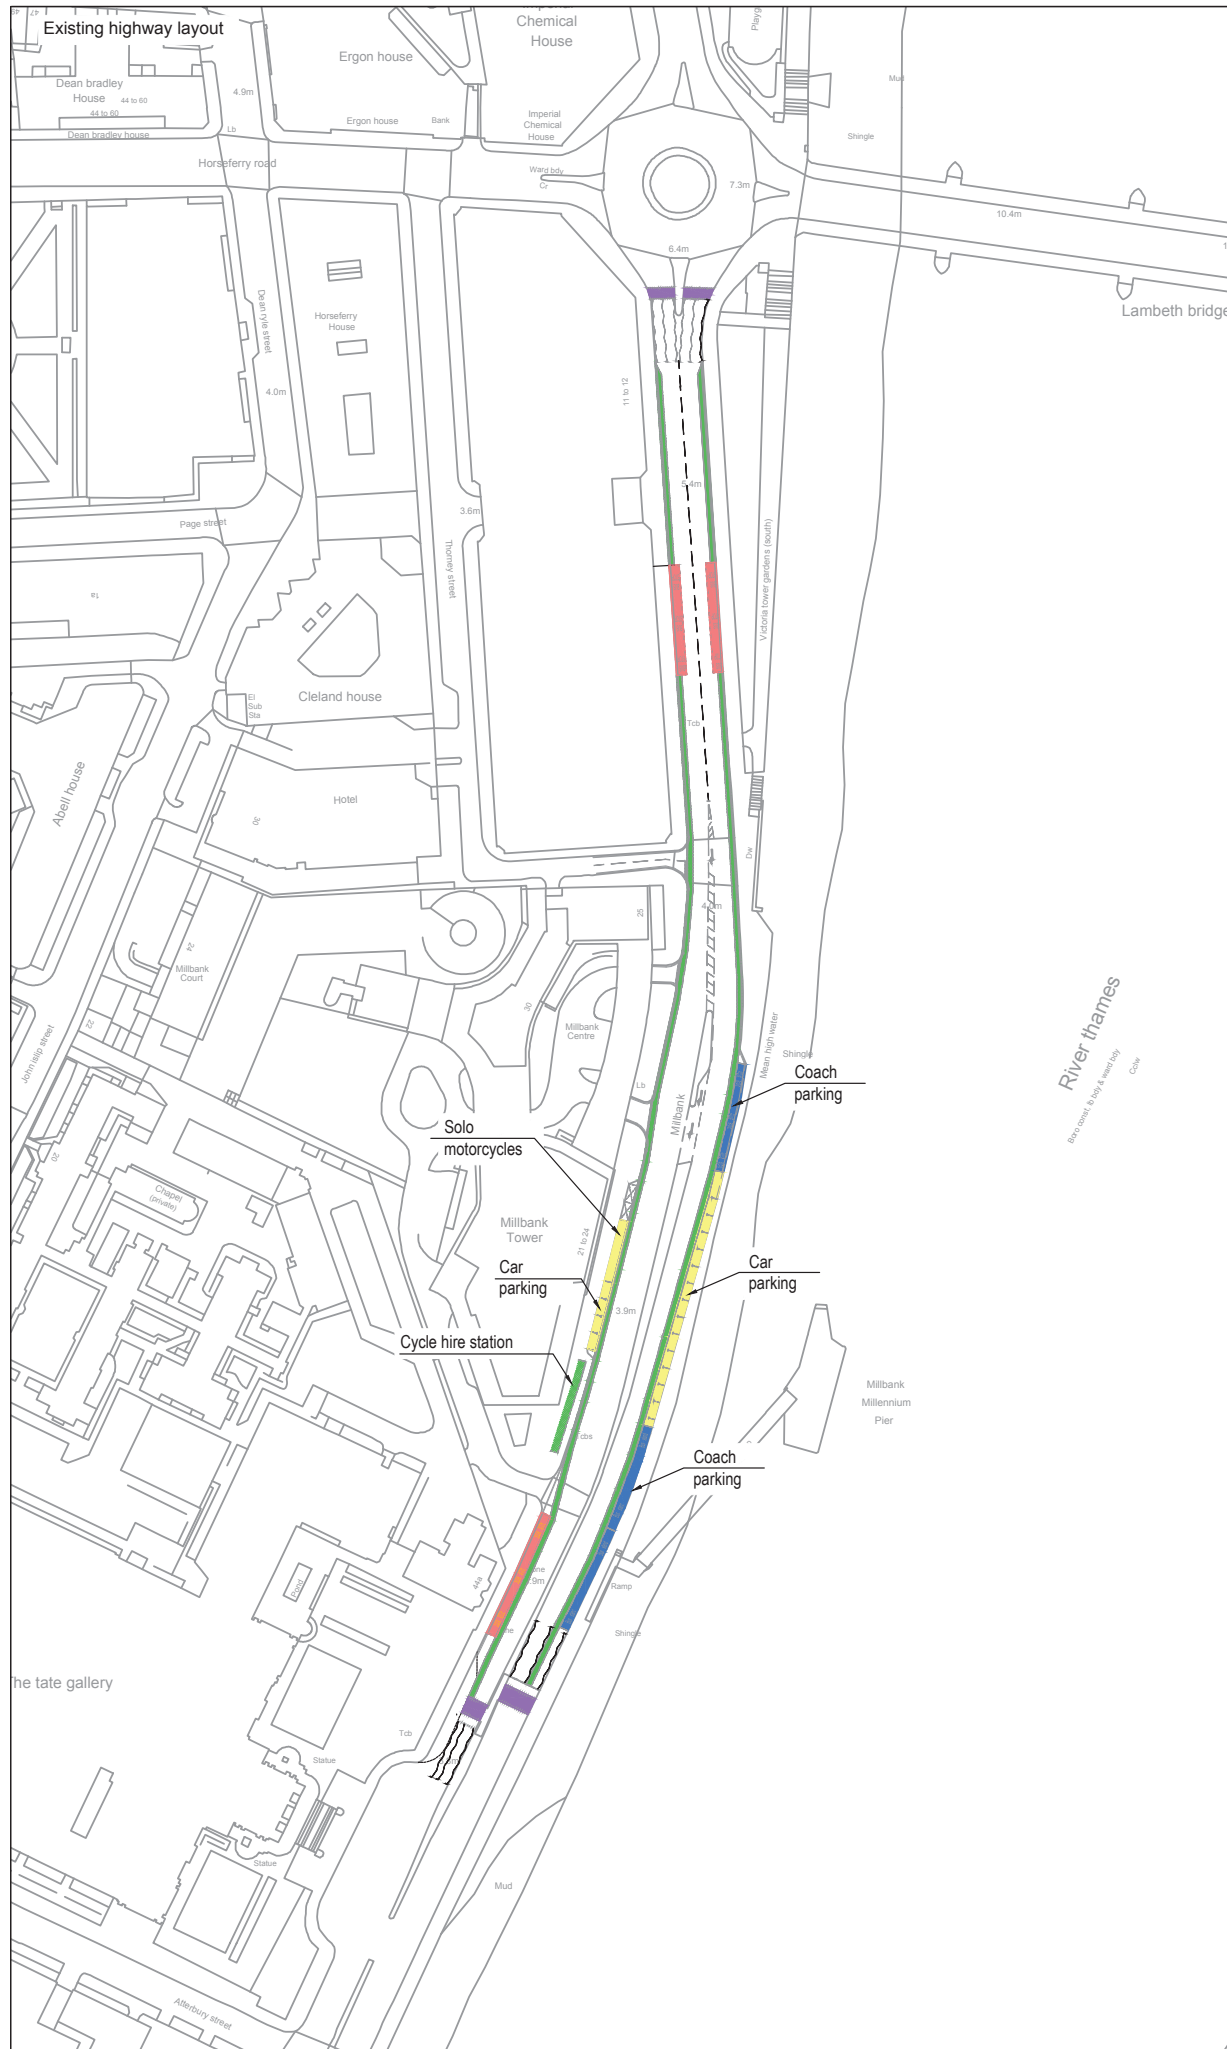 Existing highway layout
Chemical
House
Ergon house
Dean bradley
House
44 to 60
44 to 60
Dean bradley house
4.9m
Lb
Ergon house
Bank
Imperial
Chemical
House
Mud
Shingle
Horseferry road
Ward bdy
Cr
7.3m
10.4m
6.4m
Lambeth bridge
Dean ryle street
Horseferry
House
4.0m
11 to 12
5.4m
3.6m
Page street
Thorney street
Victoria tower gardens (south)
1a
Cleland house
El
Sub
Sta
Tcb
Abell house
Hotel
30
Dw
4.0m
25
24
Millbank
Court
30
Millbank
Centre
22
John islip street
Mean high water
Shingle
River thames
Boro const, lb bdy & ward bdy
Cclw
Coach
parking
Lb
Millbank
Solo
motorcycles
20
Chapel
(private)
Millbank
Tower
21 to 24
Car
parking
Car
parking
3.9m
Cycle hire station
Millbank
Millennium
Pier
Tcbs
Coach
parking
Pond
44a
Ramp
Shingle
The tate gallery
Tcb
Statue
Statue
Mud
Atterbury street